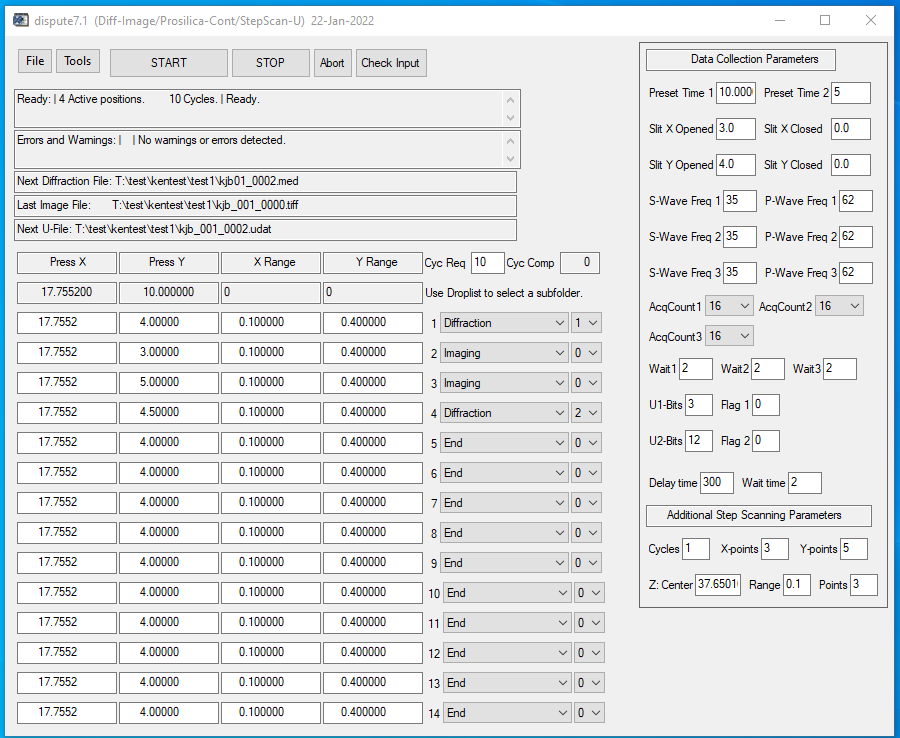 dispute7.1 (Diff-Image/Prosilica-Cont/StepScan-U) 22-Jan-2022
File Tools START STOP Abort Check Input
Ready: | 4 Active positions. 10 Cycles. | Ready.
Errors and Warnings: | | No warnings or errors detected.
Next Diffraction File: T:\test\kentest\test1\kjb01_0002.med
Last Image File: T:\test\kentest\test1\kjb_001_0000.tiff
Next U-File: T:\test\kentest\test1\kjb_001_0002.udat
Press X Press Y X Range Y Range Cyc Req 10 Cyc Comp 0
17.755200 10.000000 0 0 Use Droplist to select a subfolder.
17.7552 4.00000 0.100000 0.400000 1 Diffraction 1
17.7552 3.00000 0.100000 0.400000 2 Imaging 0
17.7552 5.00000 0.100000 0.400000 3 Imaging 0
17.7552 4.50000 0.100000 0.400000 4 Diffraction 2
17.7552 4.00000 0.100000 0.400000 5 End 0
17.7552 4.00000 0.100000 0.400000 6 End 0
17.7552 4.00000 0.100000 0.400000 7 End 0
17.7552 4.00000 0.100000 0.400000 8 End 0
17.7552 4.00000 0.100000 0.400000 9 End 0
17.7552 4.00000 0.100000 0.400000 10 End 0
17.7552 4.00000 0.100000 0.400000 11 End 0
17.7552 4.00000 0.100000 0.400000 12 End 0
17.7552 4.00000 0.100000 0.400000 13 End 0
17.7552 4.00000 0.100000 0.400000 14 End 0
Data Collection Parameters
Preset Time 1 10.000 Preset Time 2 5
Slit X Opened 3.0 Slit X Closed 0.0
Slit Y Opened 4.0 Slit Y Closed 0.0
S-Wave Freq 1 35 P-Wave Freq 1 62
S-Wave Freq 2 35 P-Wave Freq 2 62
S-Wave Freq 3 35 P-Wave Freq 3 62
AcqCount1 16 AcqCount2 16
AcqCount3 16
Wait1 2 Wait2 2 Wait3 2
U1-Bits 3 Flag 1 0
U2-Bits 12 Flag 2 0
Delay time 300 Wait time 2
Additional Step Scanning Parameters
Cycles 1 X-points 3 Y-points 5
Z: Center 37.6501 Range 0.1 Points 3